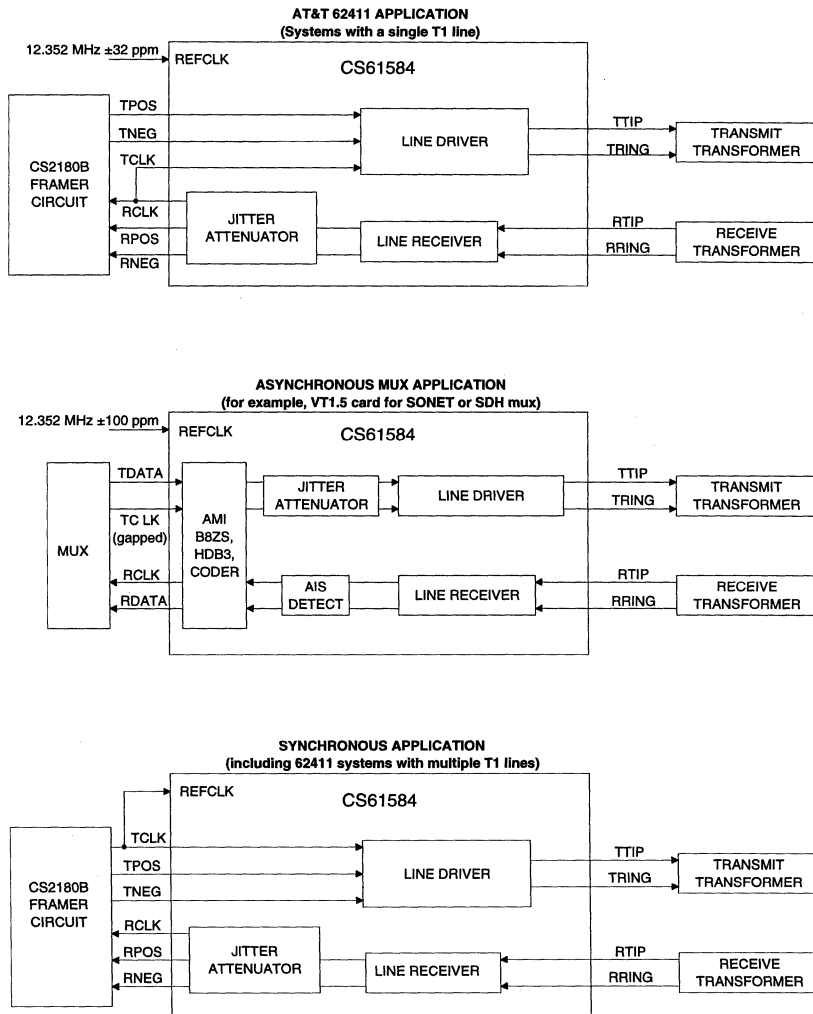 AT&T 62411 APPLICATION
(Systems with a single T1 line)
12.352 MHz ±32 ppm
REFCLK
CS61584
TPOS
TNEG
TCLK
CS2180B
FRAMER
CIRCUIT
LINE DRIVER
TTIP
TRING
TRANSMIT
TRANSFORMER
RCLK
RPOS
RNEG
JITTER
ATTENUATOR
LINE RECEIVER
RTIP
RRING
RECEIVE
TRANSFORMER
ASYNCHRONOUS MUX APPLICATION
(for example, VT1.5 card for SONET or SDH mux)
12.352 MHz ±100 ppm
REFCLK
CS61584
MUX
TDATA
TC LK
(gapped)
RCLK
RDATA
AMI
B8ZS,
HDB3,
CODER
JITTER
ATTENUATOR
LINE DRIVER
TTIP
TRING
TRANSMIT
TRANSFORMER
AIS
DETECT
LINE RECEIVER
RTIP
RRING
RECEIVE
TRANSFORMER
SYNCHRONOUS APPLICATION
(including 62411 systems with multiple T1 lines)
REFCLK
CS61584
TCLK
TPOS
TNEG
CS2180B
FRAMER
CIRCUIT
LINE DRIVER
TTIP
TRING
TRANSMIT
TRANSFORMER
RCLK
RPOS
RNEG
JITTER
ATTENUATOR
LINE RECEIVER
RTIP
RRING
RECEIVE
TRANSFORMER